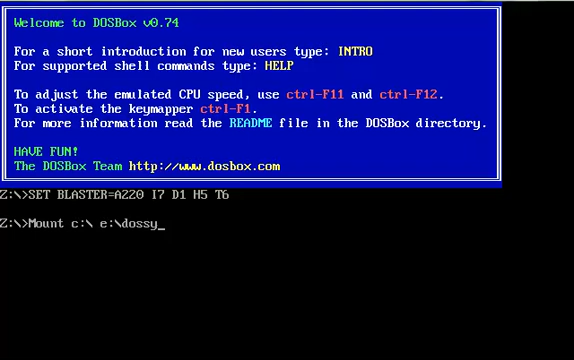 Welcome to DOSBox v0.74
For a short introduction for new users type: INTRO
For supported shell commands type: HELP
To adjust the emulated CPU speed, use ctrl-F11 and ctrl-F12.
To activate the keymapper ctrl-F1.
For more information read the README file in the DOSBox directory.
HAVE FUN!
The DOSBox Team http://www.dosbox.com
Z:\>SET BLASTER=A220 I7 D1 H5 T6
Z:\>Mount c:\ e:\dossy_